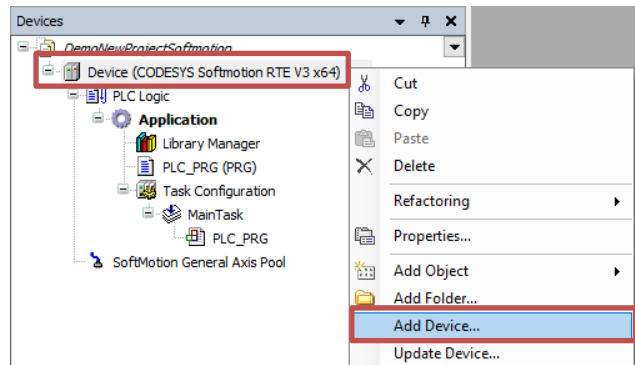 Devices
DemoNewProjectSoftmotion
Device (CODESYS Softmotion RTE V3 x64)
PLC Logic
Application
Library Manager
PLC_PRG (PRG)
Task Configuration
MainTask
PLC_PRG
SoftMotion General Axis Pool
Cut
Copy
Paste
Delete
Refactoring
Properties...
Add Object
Add Folder...
Add Device...
Update Device...